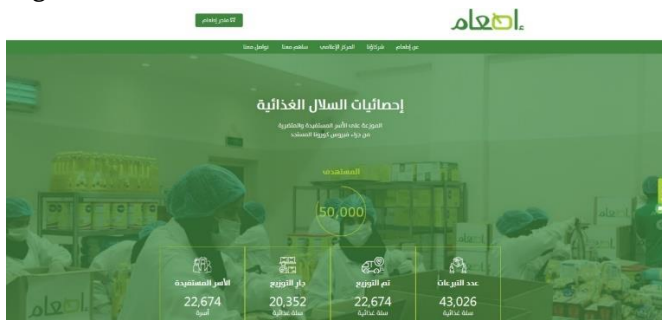 إطعام
متجر إطعام
عن إطعام شركاؤنا المركز الإعلامي ساهم معنا تواصل معنا
إحصائيات السلال الغذائية
الموزعة على الأسر المستفيدة والمتضررة
من جراء فيروس كورونا المستجد
المستهدف
50,000
عدد التبرعات
43,026
سلة غذائية
تم التوزيع
22,674
سلة غذائية
جار التوزيع
20,352
سلة غذائية
الأسر المستفيدة
22,674
أسرة